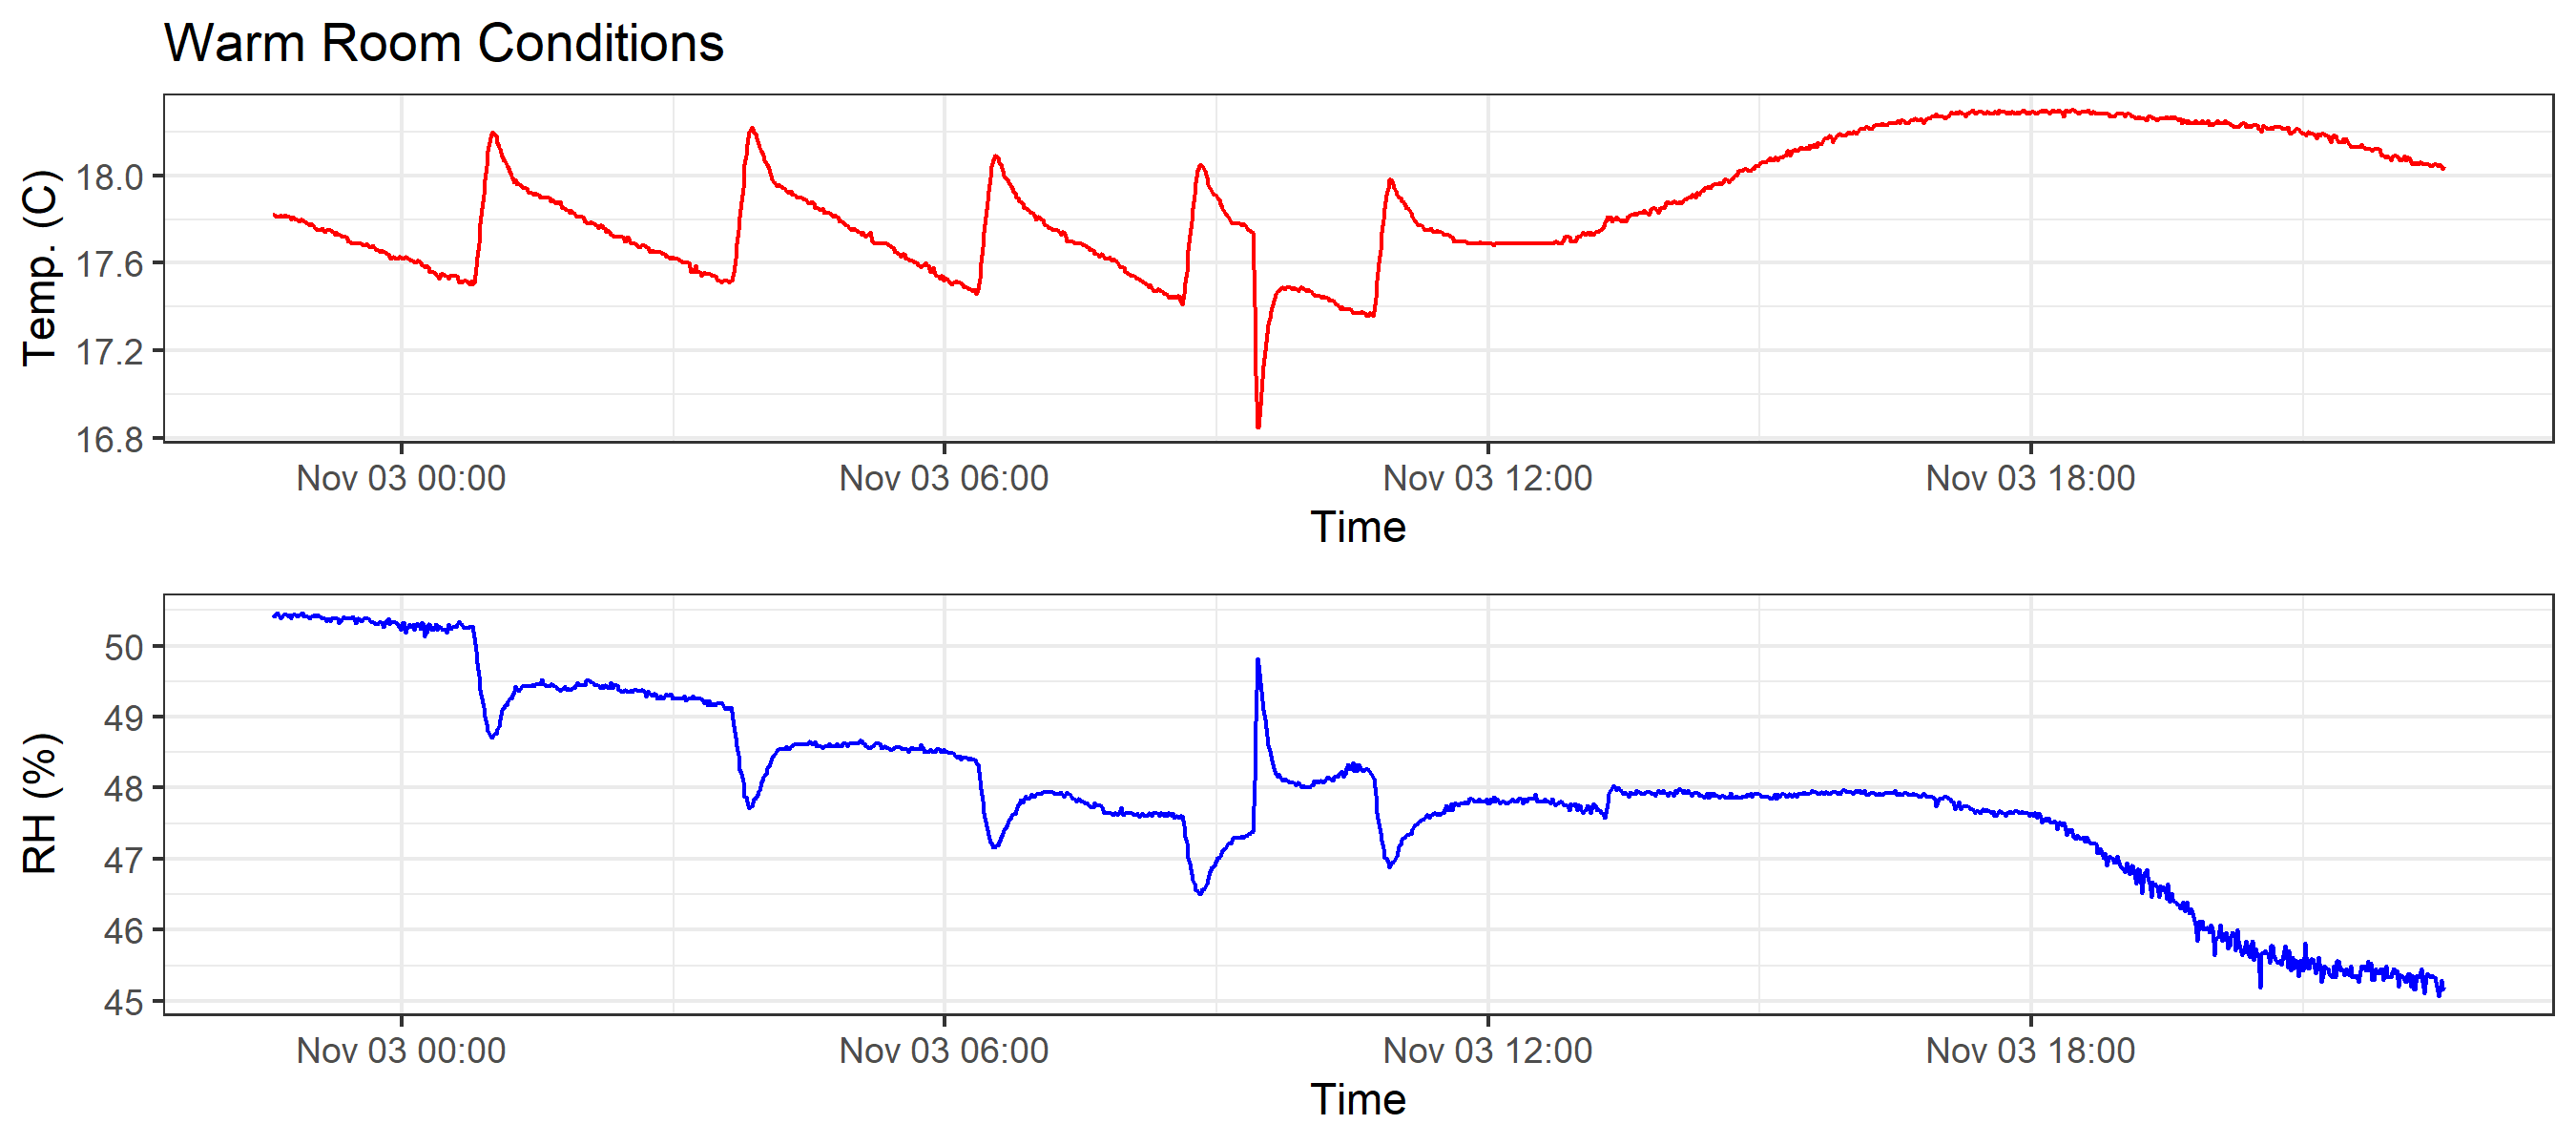 Warm Room Conditions
Temp. (C)
18.0
17.6
17.2
16.8
Nov 03 00:00 Nov 03 06:00 Nov 03 12:00 Nov 03 18:00
Time
RH (%)
50
49
48
47
46
45
Nov 03 00:00 Nov 03 06:00 Nov 03 12:00 Nov 03 18:00
Time